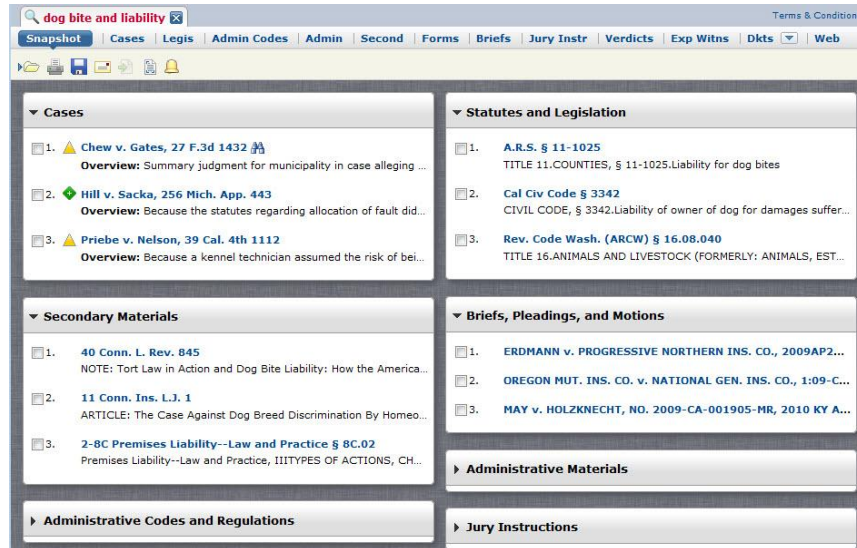 dog bite and liability
Terms & Condition
Snapshot | Cases | Legis | Admin Codes | Admin | Second | Forms | Briefs | Jury Instr | Verdicts | Exp Witns | Dkts | Web
Cases
1. Chew v. Gates, 27 F.3d 1432
Overview: Summary judgment for municipality in case alleging ...
2. Hill v. Sacka, 256 Mich. App. 443
Overview: Because the statutes regarding allocation of fault did...
3. Priebe v. Nelson, 39 Cal. 4th 1112
Overview: Because a kennel technician assumed the risk of bei...
Statutes and Legislation
1. A.R.S. § 11-1025
TITLE 11.COUNTIES, § 11-1025.Liability for dog bites
2. Cal Civ Code § 3342
CIVIL CODE, § 3342.Liability of owner of dog for damages suffer...
3. Rev. Code Wash. (ARCW) § 16.08.040
TITLE 16.ANIMALS AND LIVESTOCK (FORMERLY: ANIMALS, EST...
Secondary Materials
1. 40 Conn. L. Rev. 845
NOTE: Tort Law in Action and Dog Bite Liability: How the America...
2. 11 Conn. Ins. L.J. 1
ARTICLE: The Case Against Dog Breed Discrimination By Homeo...
3. 2-8C Premises Liability--Law and Practice § 8C.02
Premises Liability--Law and Practice, IIITYPES OF ACTIONS, CH...
Briefs, Pleadings, and Motions
1. ERDMANN v. PROGRESSIVE NORTHERN INS. CO., 2009AP2...
2. OREGON MUT. INS. CO. v. NATIONAL GEN. INS. CO., 1:09-C...
3. MAY v. HOLZKNECHT, NO. 2009-CA-001905-MR, 2010 KY A...
Administrative Materials
Administrative Codes and Regulations
Jury Instructions